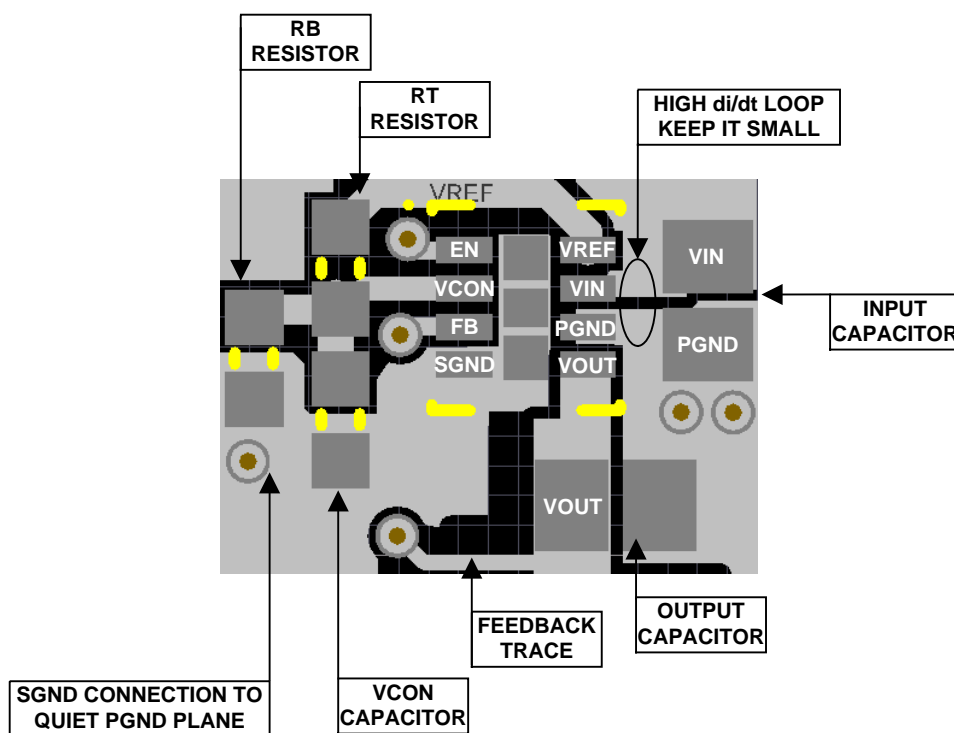 RB
RESISTOR
RT
RESISTOR
HIGH di/dt LOOP
KEEP IT SMALL
VREF
EN
VREF
VIN
VCON
VIN
FB
PGND
PGND
SGND
VOUT
INPUT
CAPACITOR
VOUT
FEEDBACK
TRACE
OUTPUT
CAPACITOR
SGND CONNECTION TO
QUIET PGND PLANE
VCON
CAPACITOR